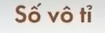 Số vô tỉ